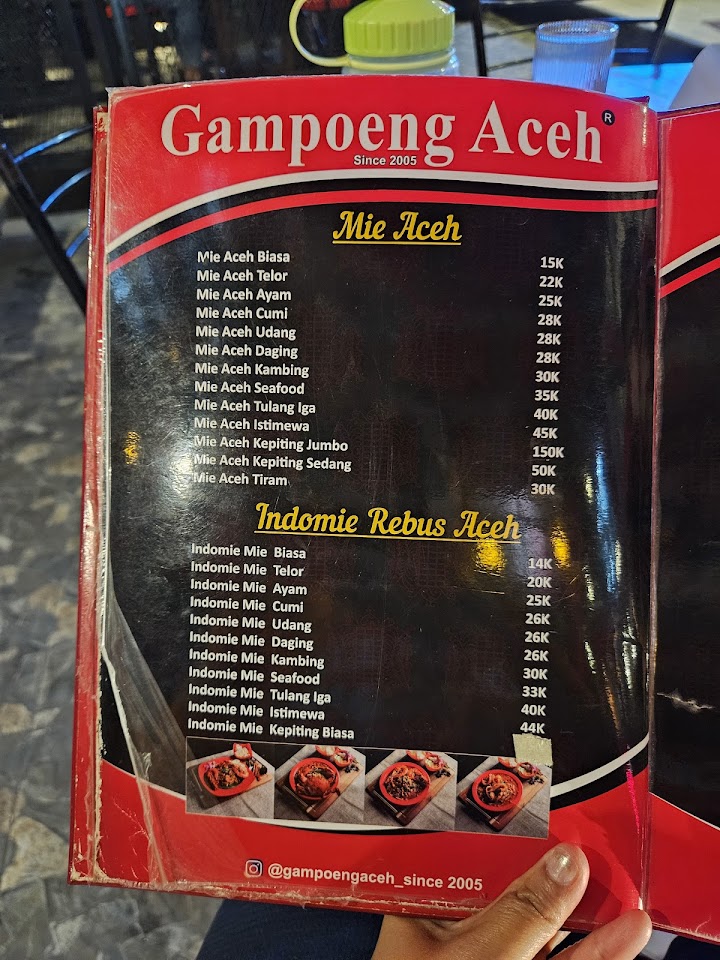 Gampoeng Aceh ®
Since 2005
Mie Aceh
Mie Aceh Biasa 15K
Mie Aceh Telor 22K
Mie Aceh Ayam 25K
Mie Aceh Cumi 28K
Mie Aceh Udang 28K
Mie Aceh Daging 28K
Mie Aceh Kambing 30K
Mie Aceh Seafood 35K
Mie Aceh Tulang Iga 40K
Mie Aceh Istimewa 45K
Mie Aceh Kepiting Jumbo 150K
Mie Aceh Kepiting Sedang 50K
Mie Aceh Tiram 30K
Indomie Rebus Aceh
Indomie Mie Biasa 14K
Indomie Mie Telor 20K
Indomie Mie Ayam 25K
Indomie Mie Cumi 26K
Indomie Mie Udang 26K
Indomie Mie Daging 26K
Indomie Mie Kambing 30K
Indomie Mie Seafood 33K
Indomie Mie Tulang Iga 40K
Indomie Mie Istimewa 44K
Indomie Mie Kepiting Biasa
@gampoengaceh_since 2005